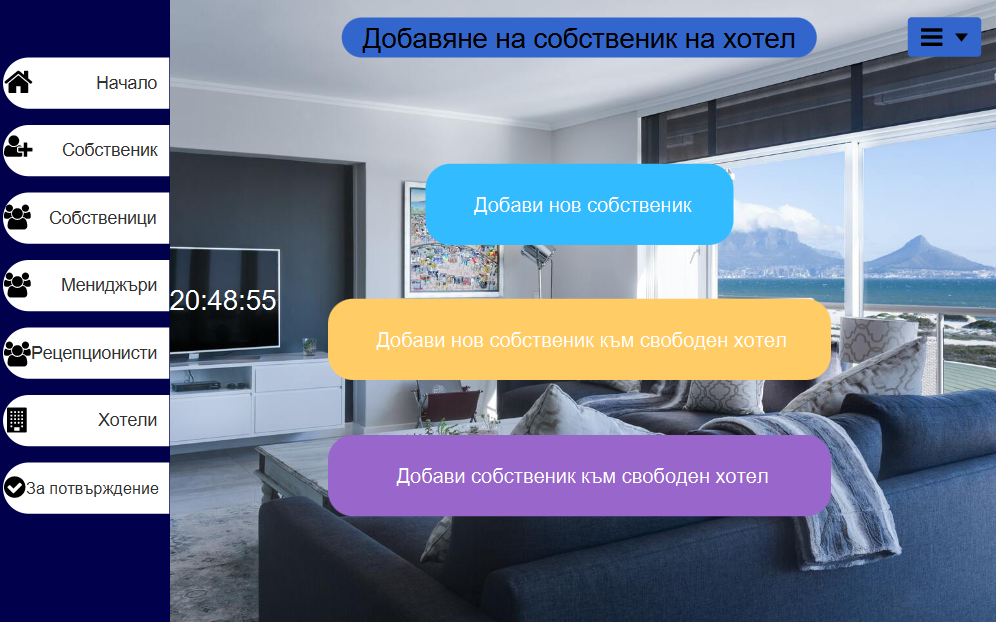 Добавяне на собственик на хотел
Начало
Собственик
Собственици
Мениджъри
Рецепционисти
Хотели
За потвърждение
20:48:55
Добави нов собственик
Добави нов собственик към свободен хотел
Добави собственик към свободен хотел